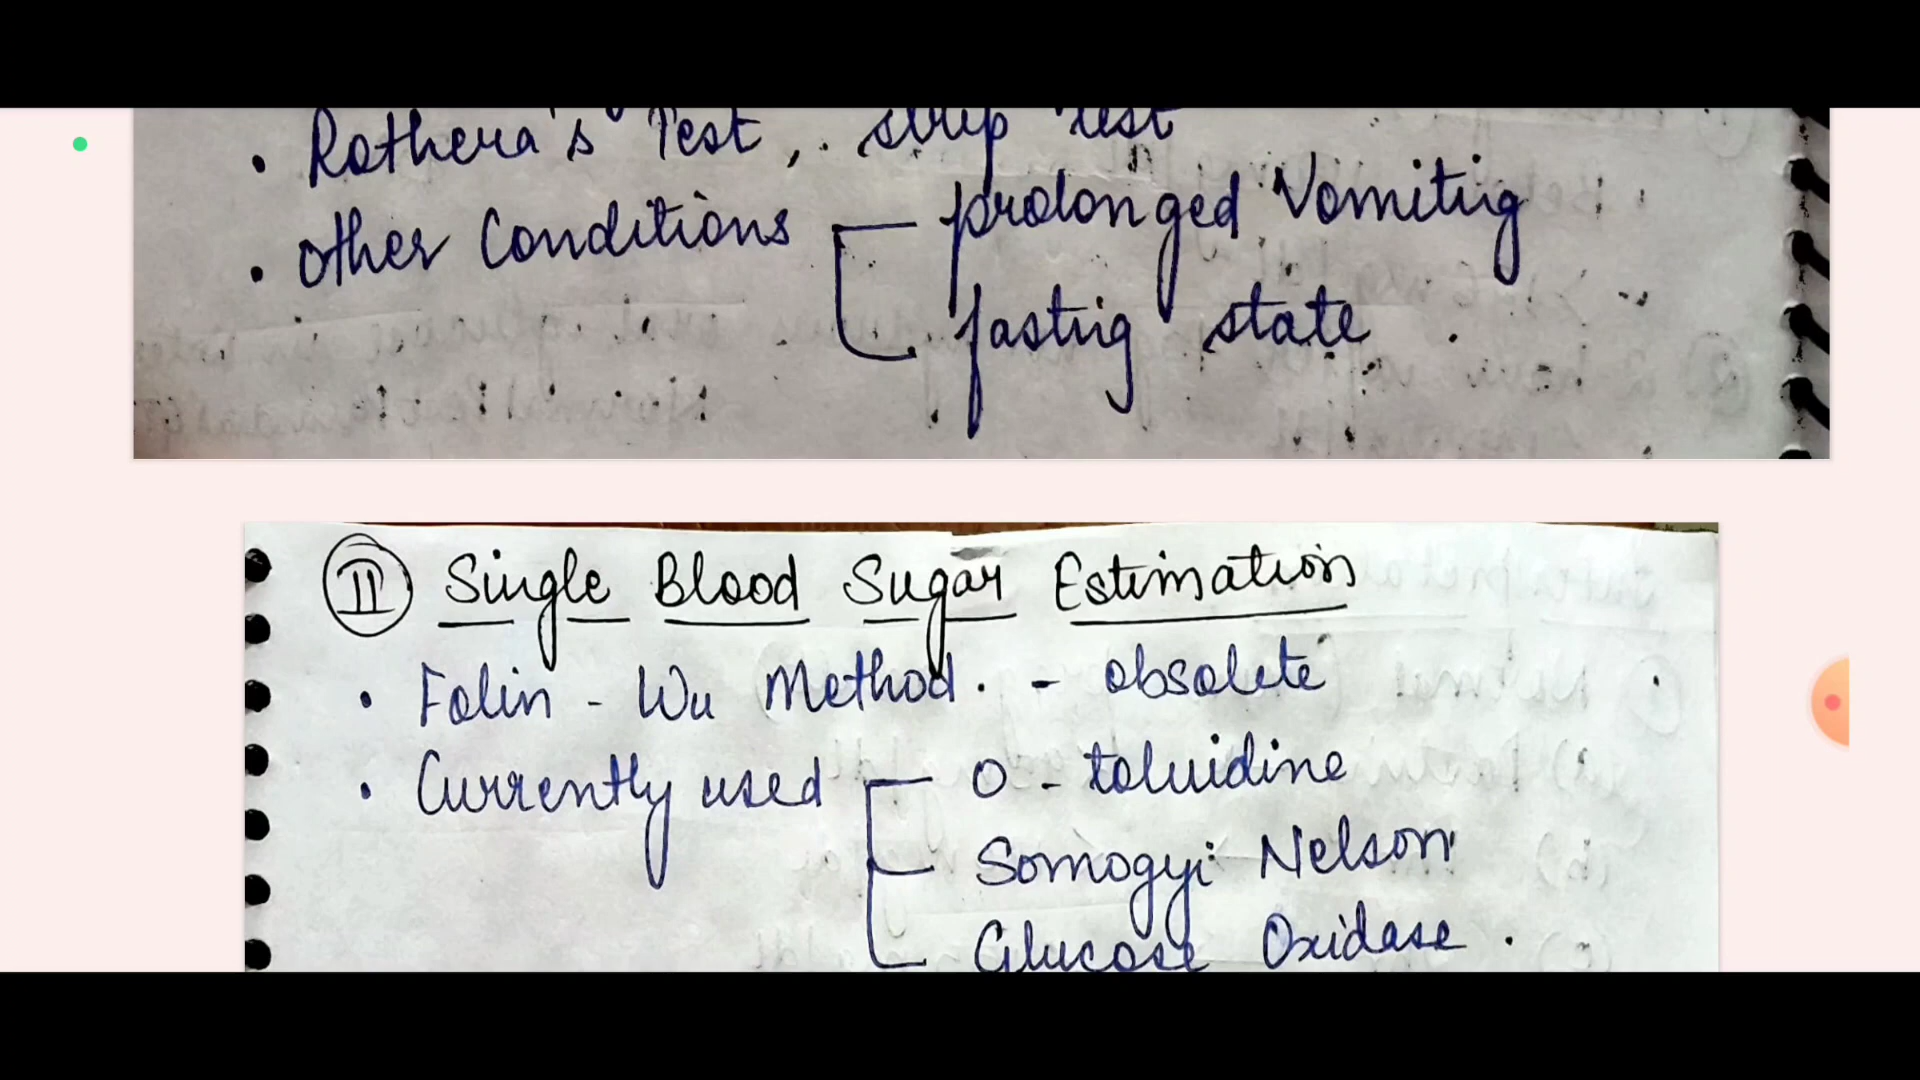 • Rothera's Test, strip test
• other Conditions prolonged Vomiting
fasting state.
II Single Blood Sugar Estimation
• Folin - Wu Method. - obsolete
• Currently used O - toluidine
Somogyi Nelson
Glucose Oxidase.